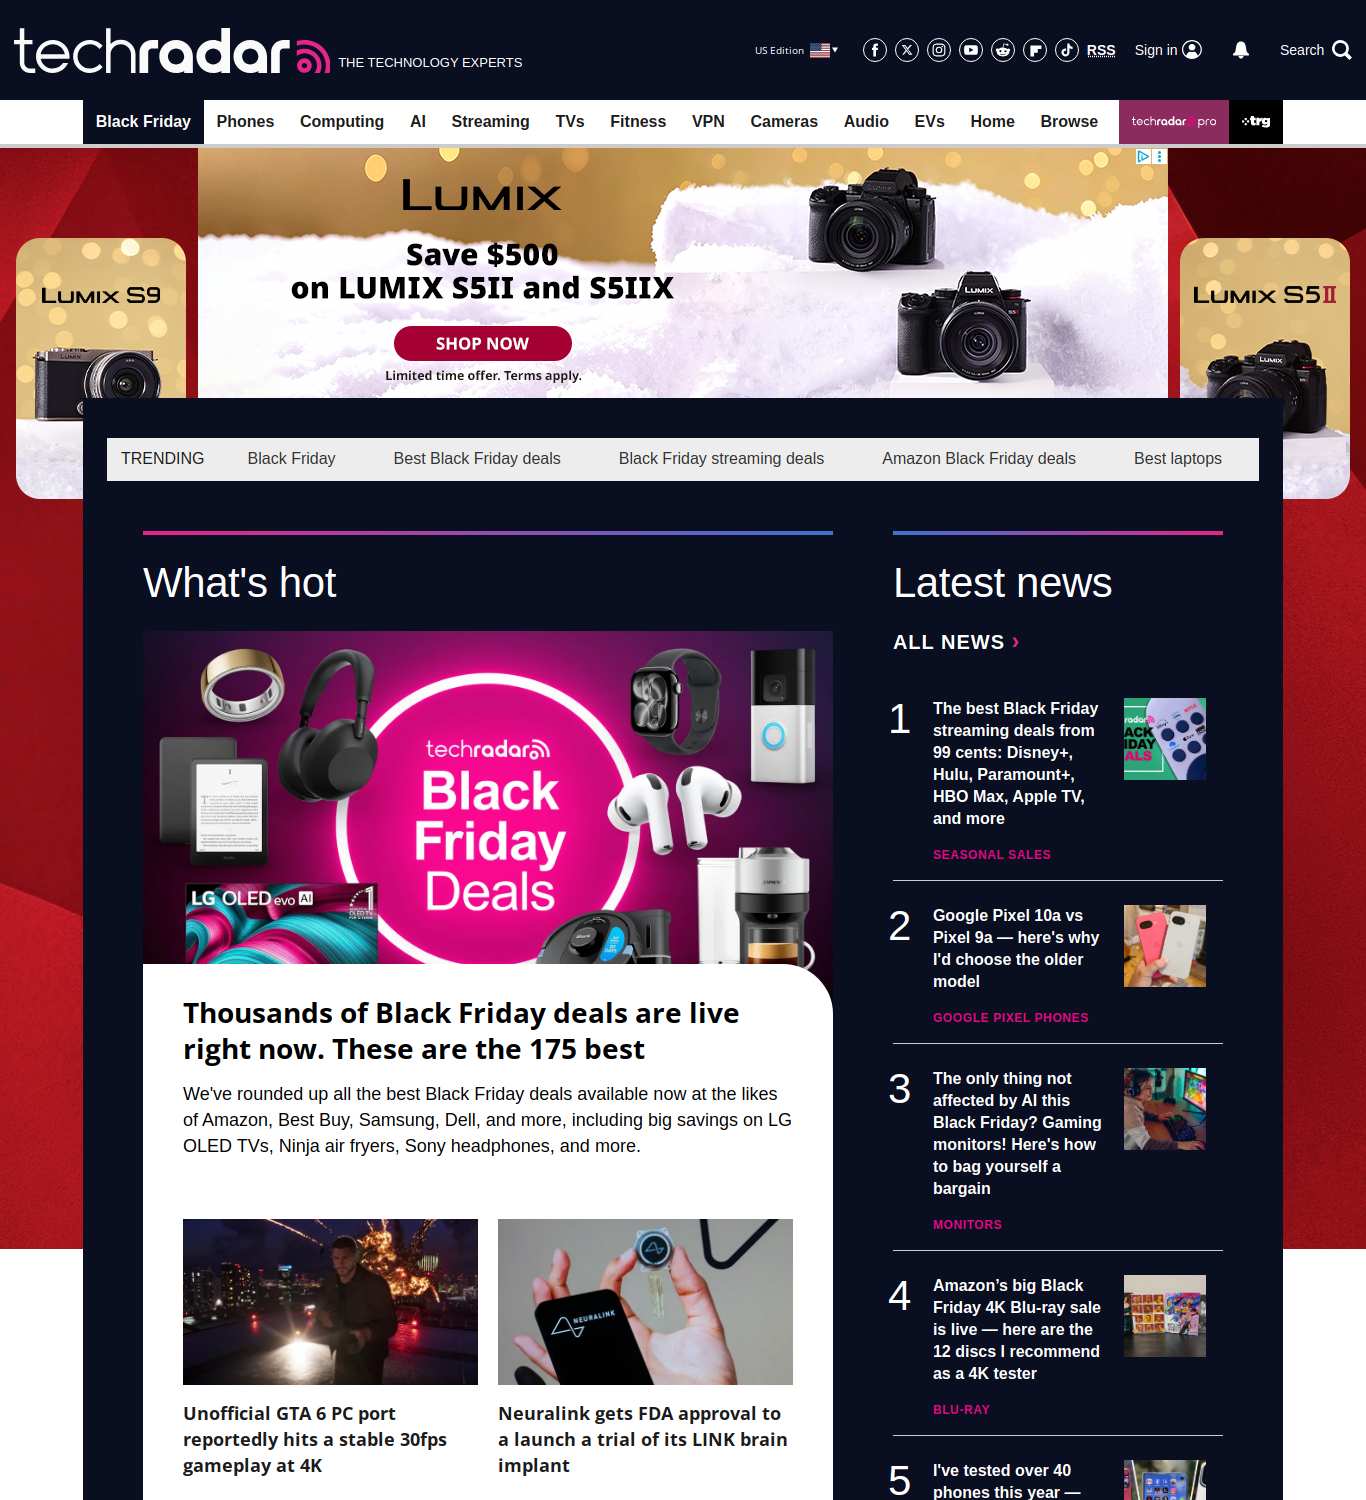 techradar THE TECHNOLOGY EXPERTS
US Edition
RSS
Sign in
Search
Black Friday Phones Computing AI Streaming TVs Fitness VPN Cameras Audio EVs Home Browse techradar pro trg
LUMIX
Save $500
on LUMIX S5II and S5IIX
SHOP NOW
Limited time offer. Terms apply.
LUMIX S9
LUMIX
LUMIX S5II
LUMIX
LUMIX
TRENDING Black Friday Best Black Friday deals Black Friday streaming deals Amazon Black Friday deals Best laptops
What's hot
techradar
Black
Friday
Deals
LG OLED evo AI
Thousands of Black Friday deals are live
right now. These are the 175 best
We've rounded up all the best Black Friday deals available now at the likes
of Amazon, Best Buy, Samsung, Dell, and more, including big savings on LG
OLED TVs, Ninja air fryers, Sony headphones, and more.
Unofficial GTA 6 PC port
reportedly hits a stable 30fps
gameplay at 4K
NEURALINK
Neuralink gets FDA approval to
a launch a trial of its LINK brain
implant
Latest news
ALL NEWS ›
1
The best Black Friday
streaming deals from
99 cents: Disney+,
Hulu, Paramount+,
HBO Max, Apple TV,
and more
SEASONAL SALES
2
Google Pixel 10a vs
Pixel 9a — here's why
I'd choose the older
model
GOOGLE PIXEL PHONES
3
The only thing not
affected by AI this
Black Friday? Gaming
monitors! Here's how
to bag yourself a
bargain
MONITORS
4
Amazon’s big Black
Friday 4K Blu-ray sale
is live — here are the
12 discs I recommend
as a 4K tester
BLU-RAY
5
I've tested over 40
phones this year —